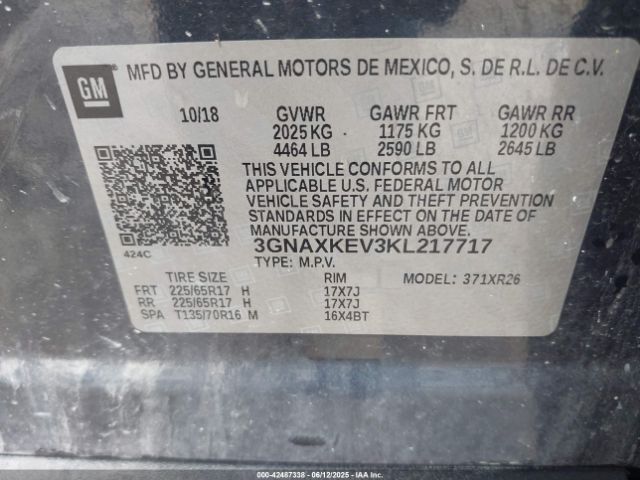 GM
MFD BY GENERAL MOTORS DE MEXICO, S. DE R.L. DE C.V.
10/18 GVWR GAWR FRT GAWR RR
2025 KG 1175 KG 1200 KG
4464 LB 2590 LB 2645 LB
THIS VEHICLE CONFORMS TO ALL
APPLICABLE U.S. FEDERAL MOTOR
VEHICLE SAFETY AND THEFT PREVENTION
STANDARDS IN EFFECT ON THE DATE OF
MANUFACTURE SHOWN ABOVE.
424C 3GNAXKEV3KL217717
TYPE: M.P.V.
TIRE SIZE RIM MODEL: 371XR26
FRT 225/65R17 H 17X7J
RR 225/65R17 H 17X7J
SPA T135/70R16 M 16X4BT
00-42487338 | 06/12/2025 | Copyright © IAA, LLC.